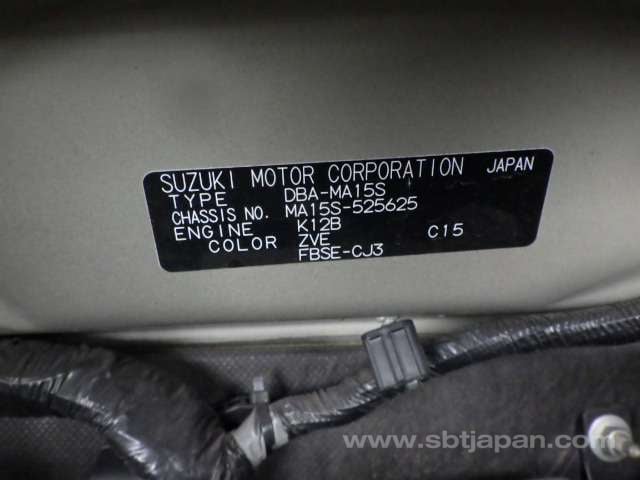 SUZUKI MOTOR CORPORATION JAPAN
TYPE DBA-MA15S
CHASSIS NO. MA15S-525625
ENGINE K12B
COLOR ZVE C15
FBSE-CJ3
www.sbtjapan.com